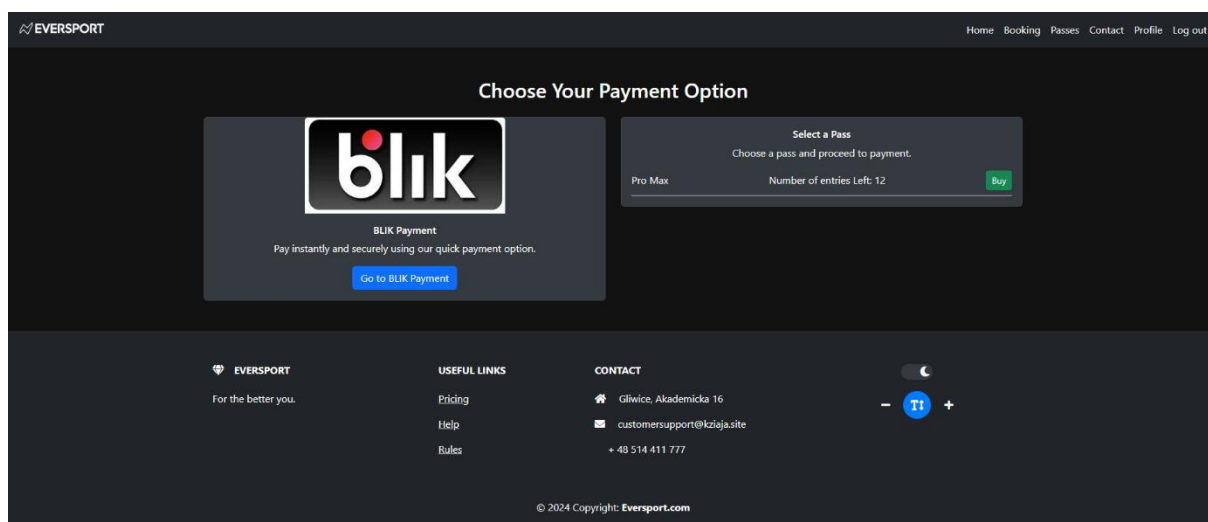 EVERSPORT
Home Booking Passes Contact Profile Log out
Choose Your Payment Option
blik
BLIK Payment
Pay instantly and securely using our quick payment option.
Go to BLIK Payment
Select a Pass
Choose a pass and proceed to payment.
Pro Max Number of entries Left: 12 Buy
EVERSPORT
For the better you.
USEFUL LINKS
Pricing
Help
Rules
CONTACT
Gliwice, Akademicka 16
customersupport@kziaja.site
+ 48 514 411 777
− T +
© 2024 Copyright: Eversport.com